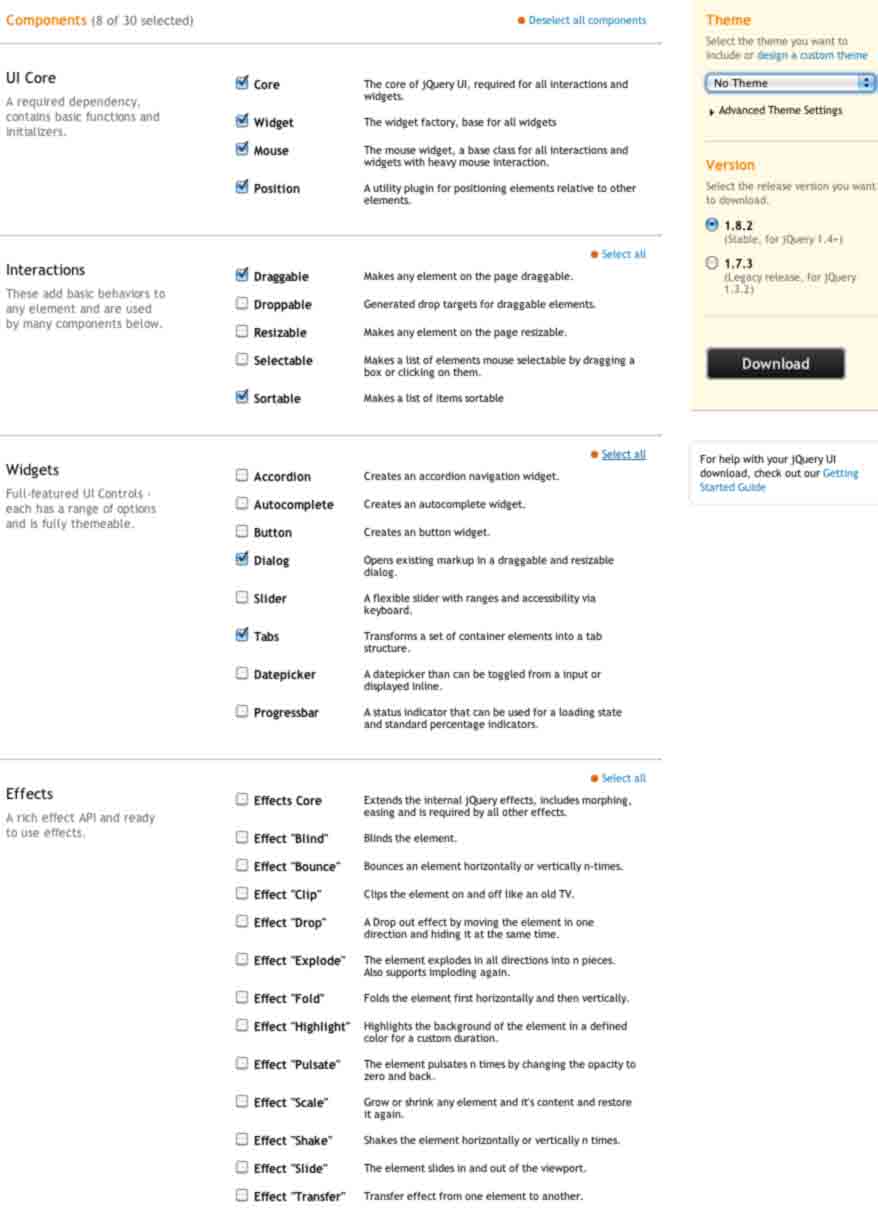 Components (8 of 30 selected)
Deselect all components
UI Core
A required dependency,
contains basic functions and
initializers.
Core
The core of jQuery UI, required for all interactions and
widgets.
Widget
The widget factory, base for all widgets
Mouse
The mouse widget, a base class for all interactions and
widgets with heavy mouse interaction.
Position
A utility plugin for positioning elements relative to other
elements.
Select all
Interactions
These add basic behaviors to
any element and are used
by many components below.
Draggable
Makes any element on the page draggable.
Droppable
Generated drop targets for draggable elements.
Resizable
Makes any element on the page resizable.
Selectable
Makes a list of elements mouse selectable by dragging a
box or clicking on them.
Sortable
Makes a list of items sortable
Select all
Widgets
Full-featured UI Controls -
each has a range of options
and is fully themeable.
Accordion
Creates an accordion navigation widget.
Autocomplete
Creates an autocomplete widget.
Button
Creates an button widget.
Dialog
Opens existing markup in a draggable and resizable
dialog.
Slider
A flexible slider with ranges and accessibility via
keyboard.
Tabs
Transforms a set of container elements into a tab
structure.
Datepicker
A datepicker than can be toggled from a input or
displayed inline.
Progressbar
A status indicator that can be used for a loading state
and standard percentage indicators.
Select all
Effects
A rich effect API and ready
to use effects.
Effects Core
Extends the internal jQuery effects, includes morphing,
easing and is required by all other effects.
Effect "Blind"
Blinds the element.
Effect "Bounce"
Bounces an element horizontally or vertically n-times.
Effect "Clip"
Clips the element on and off like an old TV.
Effect "Drop"
A Drop out effect by moving the element in one
direction and hiding it at the same time.
Effect "Explode"
The element explodes in all directions into n pieces.
Also supports imploding again.
Effect "Fold"
Folds the element first horizontally and then vertically.
Effect "Highlight"
Highlights the background of the element in a defined
color for a custom duration.
Effect "Pulsate"
The element pulsates n times by changing the opacity to
zero and back.
Effect "Scale"
Grow or shrink any element and it's content and restore
it again.
Effect "Shake"
Shakes the element horizontally or vertically n times.
Effect "Slide"
The element slides in and out of the viewport.
Effect "Transfer"
Transfer effect from one element to another.
Theme
Select the theme you want to
include or design a custom theme
No Theme
Advanced Theme Settings
Version
Select the release version you want
to download.
1.8.2
(Stable, for jQuery 1.4+)
1.7.3
(Legacy release, for jQuery
1.3.2)
Download
For help with your jQuery UI
download, check out our Getting
Started Guide